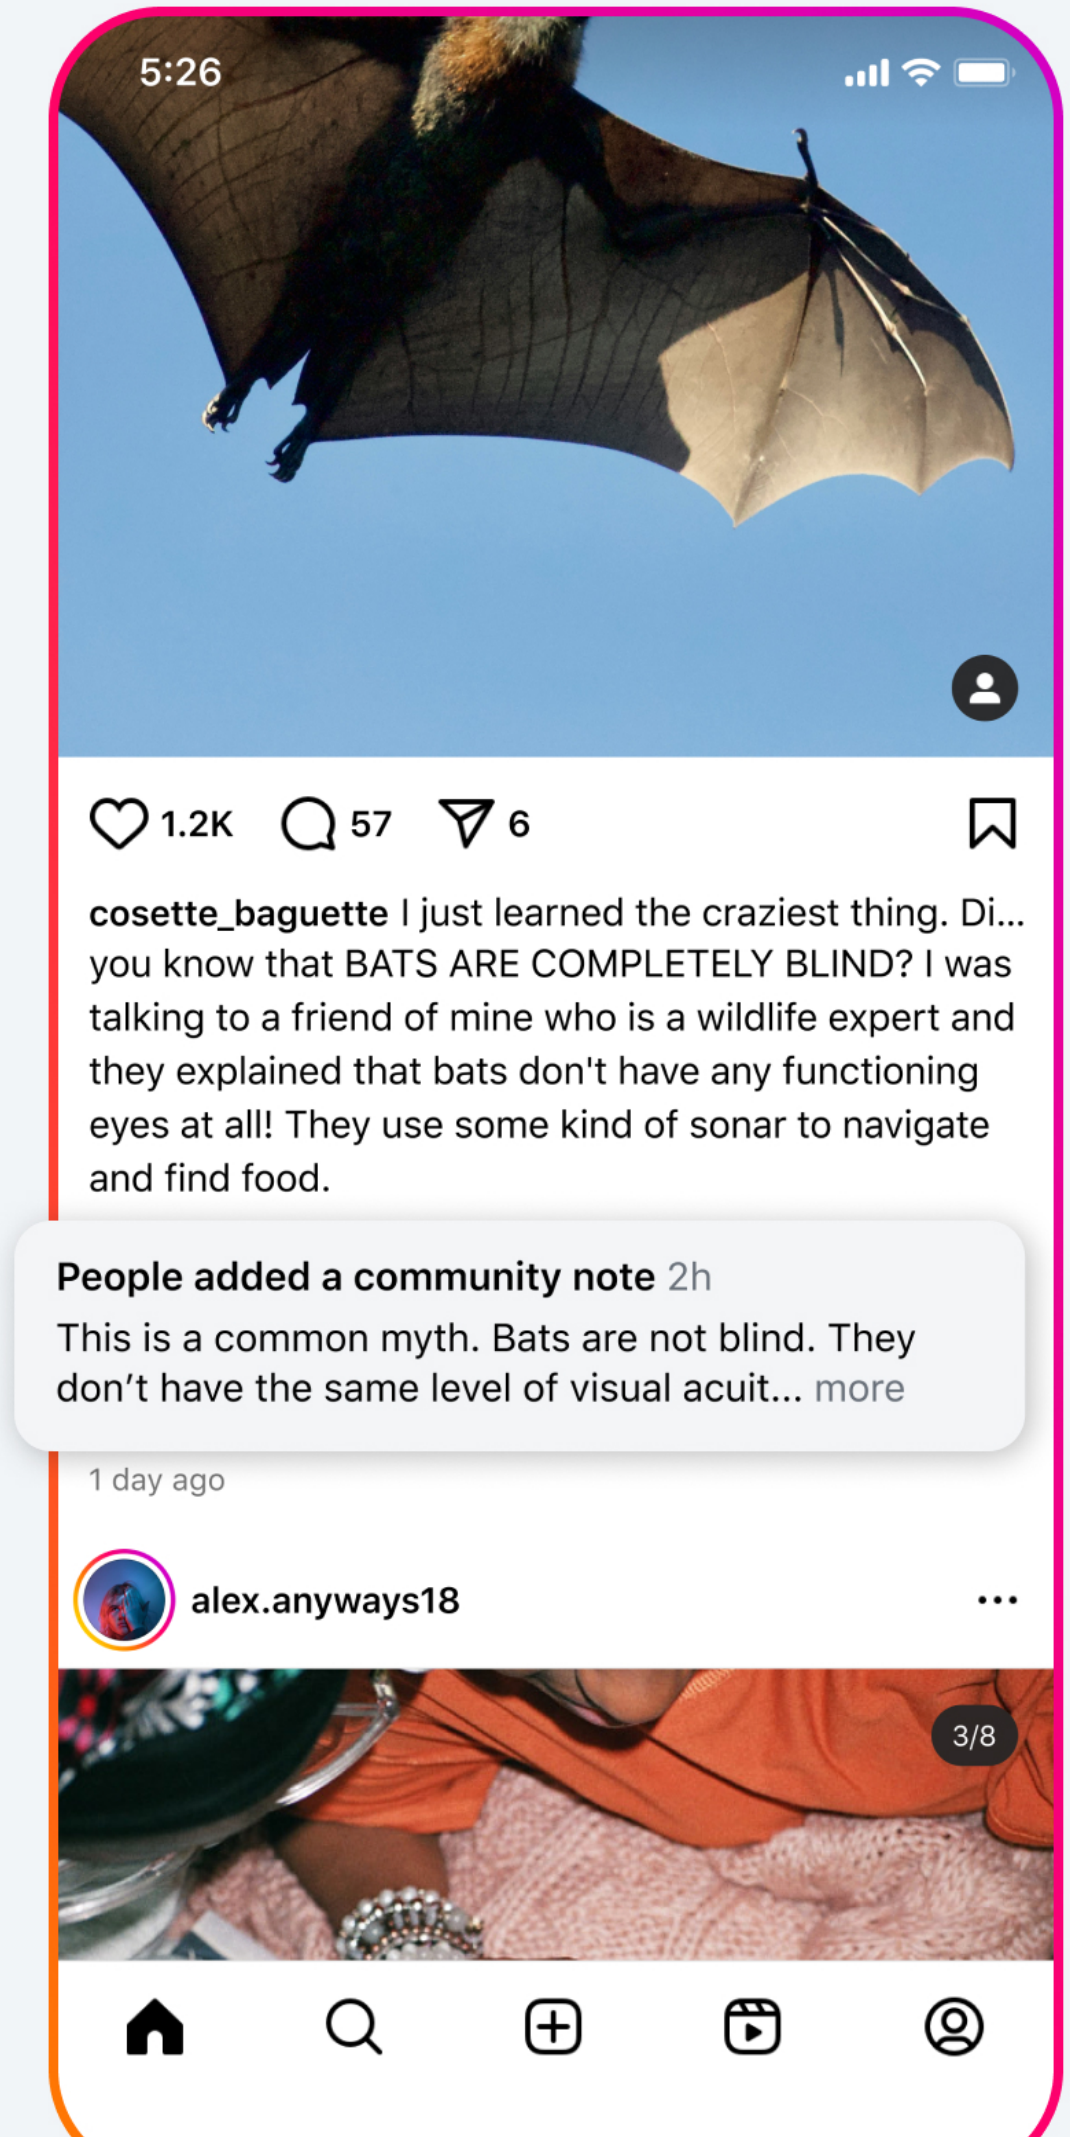 5:26
1.2K 57 6
cosette_baguette I just learned the craziest thing. Di...
you know that BATS ARE COMPLETELY BLIND? I was
talking to a friend of mine who is a wildlife expert and
they explained that bats don't have any functioning
eyes at all! They use some kind of sonar to navigate
and find food.
People added a community note 2h
This is a common myth. Bats are not blind. They
don’t have the same level of visual acuit... more
1 day ago
alex.anyways18
3/8